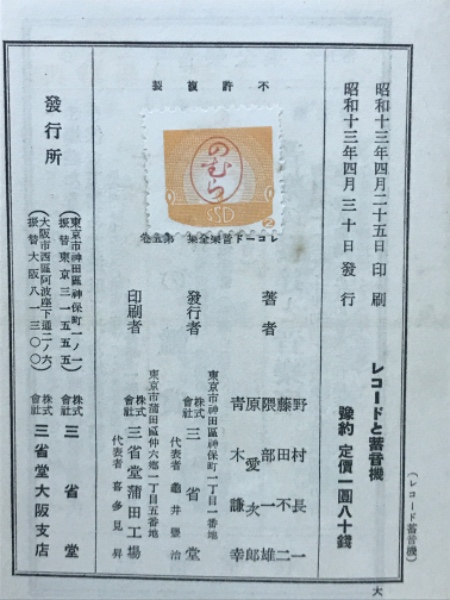 昭和十三年四月二十五日印刷
昭和十三年四月三十日發行
(レコード蓄音機)
レコードと蓄音機
豫約 定價一圓八十錢
不許複製
のむら
レコード音樂全集 第五卷
著者
野村長一
藤田不二
隈部一雄
原愛次郎
青木謙幸
東京市神田區神保町一丁目一番地
發行者
株式會社 三省堂
代表者 龜井豐治
東京市蒲田區仲六郷一丁目五番地
印刷者
株式會社 三省堂蒲田工場
代表者 喜多見昇
發行所
東京市神田區神保町一ノ一
(振替東京三一五五五)
株式會社 三省堂
大阪市西區阿波座下通二ノ六
(振替大阪八一三〇〇)
株式會社 三省堂大阪支店
大